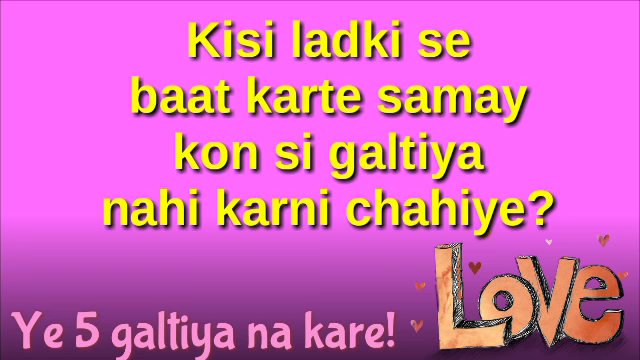 Kisi ladki se
baat karte samay
kon si galtiya
nahi karni chahiye?
Love
Ye 5 galtiya na kare!